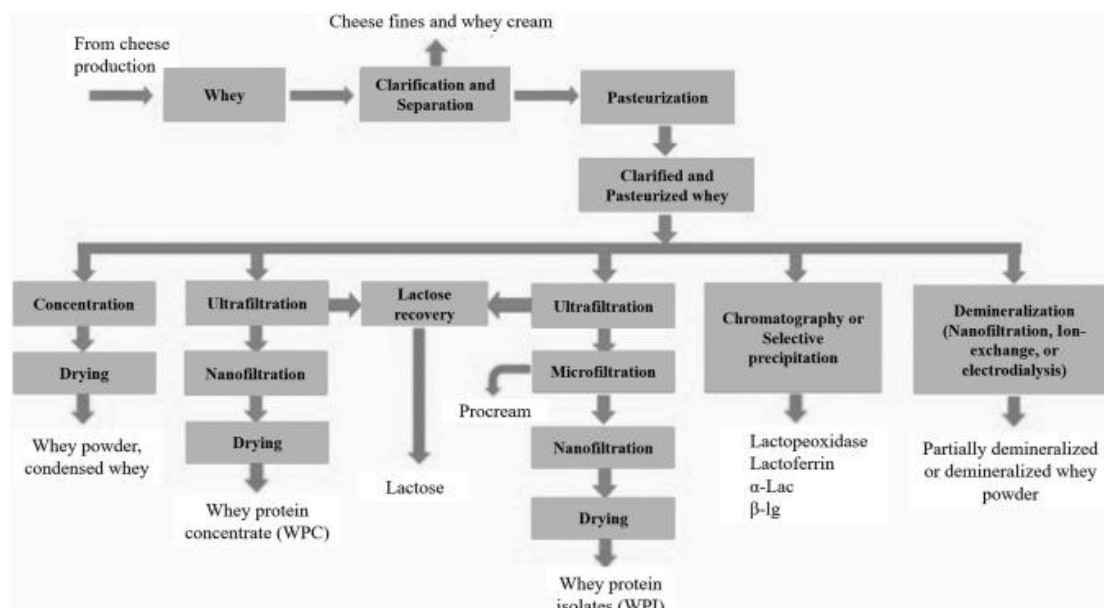 Cheese fines and whey cream
From cheese
production
Whey
Clarification and
Separation
Pasteurization
Clarified and
Pasteurized whey
Concentration
Ultrafiltration
Lactose
recovery
Ultrafiltration
Chromatography or
Selective
precipitation
Demineralization
(Nanofiltration, Ion-
exchange, or
electrodialysis)
Drying
Nanofiltration
Microfiltration
Procream
Whey powder,
condensed whey
Drying
Lactose
Nanofiltration
Lactopeoxidase
Lactoferrin
α-Lac
β-lg
Partially demineralized
or demineralized whey
powder
Whey protein
concentrate (WPC)
Drying
Whey protein
isolates (WPI)